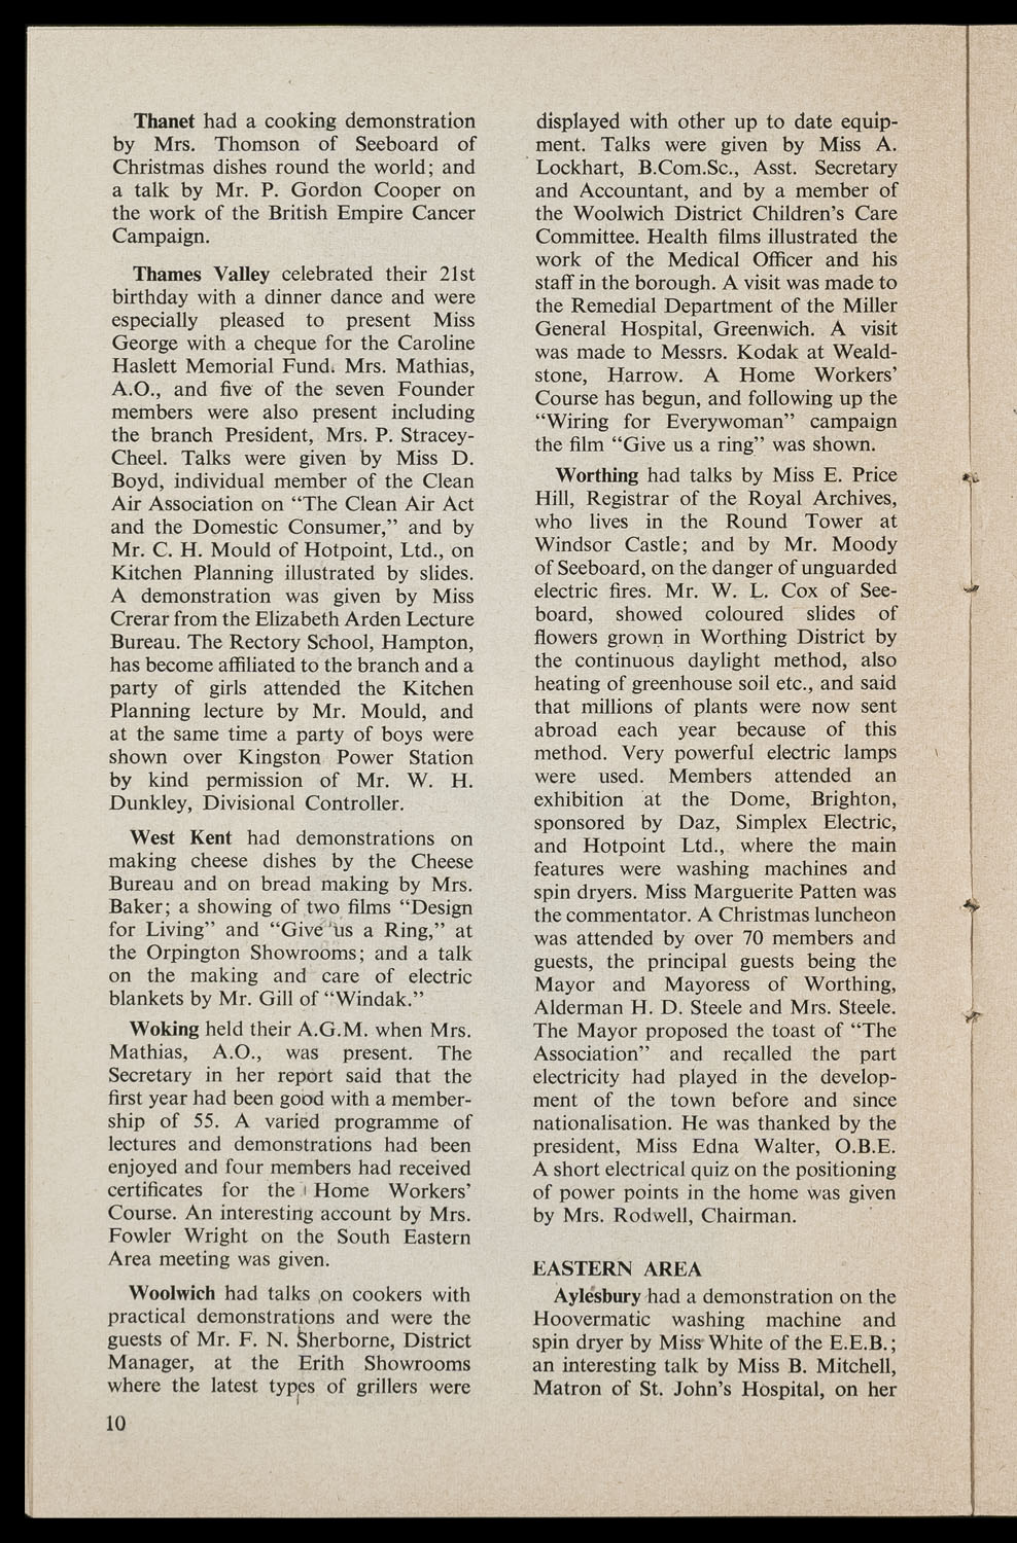 Thanet had a cooking demonstration
by Mrs. Thomson of Seeboard of
Christmas dishes round the world; and
a talk by Mr. P. Gordon Cooper on
the work of the British Empire Cancer
Campaign.
Thames Valley celebrated their 21st
birthday with a dinner dance and were
especially pleased to present Miss
George with a cheque for the Caroline
Haslett Memorial Fund. Mrs. Mathias,
A.O., and five of the seven Founder
members were also present including
the branch President, Mrs. P. Stracey-
Cheel. Talks were given by Miss D.
Boyd, individual member of the Clean
Air Association on "The Clean Air Act
and the Domestic Consumer," and by
Mr. C. H. Mould of Hotpoint, Ltd., on
Kitchen Planning illustrated by slides.
A demonstration was given by Miss
Crerar from the Elizabeth Arden Lecture
Bureau. The Rectory School, Hampton,
has become affiliated to the branch and a
party of girls attended the Kitchen
Planning lecture by Mr. Mould, and
at the same time a party of boys were
shown over Kingston Power Station
by kind permission of Mr. W. H.
Dunkley, Divisional Controller.
West Kent had demonstrations on
making cheese dishes by the Cheese
Bureau and on bread making by Mrs.
Baker; a showing of two films "Design
for Living" and "Give us a Ring," at
the Orpington Showrooms; and a talk
on the making and care of electric
blankets by Mr. Gill of "Windak."
Woking held their A.G.M. when Mrs.
Mathias, A.O., was present. The
Secretary in her report said that the
first year had been good with a member-
ship of 55. A varied programme of
lectures and demonstrations had been
enjoyed and four members had received
certificates for the Home Workers'
Course. An interesting account by Mrs.
Fowler Wright on the South Eastern
Area meeting was given.
Woolwich had talks on cookers with
practical demonstrations and were the
guests of Mr. F. N. Sherborne, District
Manager, at the Erith Showrooms
where the latest types of grillers were
10
displayed with other up to date equip-
ment. Talks were given by Miss A.
Lockhart, B.Com.Sc., Asst. Secretary
and Accountant, and by a member of
the Woolwich District Children's Care
Committee. Health films illustrated the
work of the Medical Officer and his
staff in the borough. A visit was made to
the Remedial Department of the Miller
General Hospital, Greenwich. A visit
was made to Messrs. Kodak at Weald-
stone, Harrow. A Home Workers'
Course has begun, and following up the
"Wiring for Everywoman" campaign
the film "Give us a ring" was shown.
Worthing had talks by Miss E. Price
Hill, Registrar of the Royal Archives,
who lives in the Round Tower at
Windsor Castle; and by Mr. Moody
of Seeboard, on the danger of unguarded
electric fires. Mr. W. L. Cox of See-
board, showed coloured slides of
flowers grown in Worthing District by
the continuous daylight method, also
heating of greenhouse soil etc., and said
that millions of plants were now sent
abroad each year because of this
method. Very powerful electric lamps
were used. Members attended an
exhibition at the Dome, Brighton,
sponsored by Daz, Simplex Electric,
and Hotpoint Ltd., where the main
features were washing machines and
spin dryers. Miss Marguerite Patten was
the commentator. A Christmas luncheon
was attended by over 70 members and
guests, the principal guests being the
Mayor and Mayoress of Worthing,
Alderman H. D. Steele and Mrs. Steele.
The Mayor proposed the toast of "The
Association" and recalled the part
electricity had played in the develop-
ment of the town before and since
nationalisation. He was thanked by the
president, Miss Edna Walter, O.B.E.
A short electrical quiz on the positioning
of power points in the home was given
by Mrs. Rodwell, Chairman.
EASTERN AREA
Aylesbury had a demonstration on the
Hoovermatic washing machine and
spin dryer by Miss White of the E.E.B.;
an interesting talk by Miss B. Mitchell,
Matron of St. John's Hospital, on her